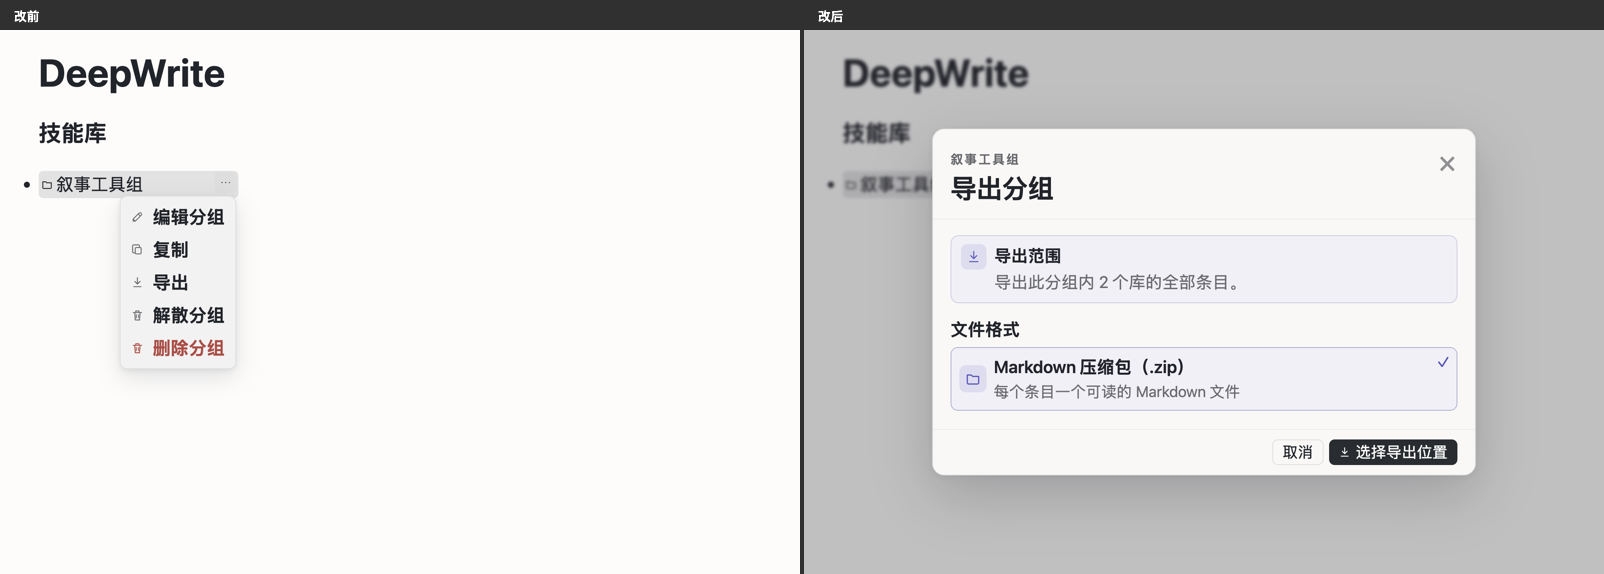 改前
DeepWrite
技能库
叙事工具组 ···
编辑分组
复制
导出
解散分组
删除分组
改后
DeepWrite
技能库
叙事工具
叙事工具组
导出分组
导出范围
导出此分组内 2 个库的全部条目。
文件格式
Markdown 压缩包（.zip）
每个条目一个可读的 Markdown 文件
取消
选择导出位置